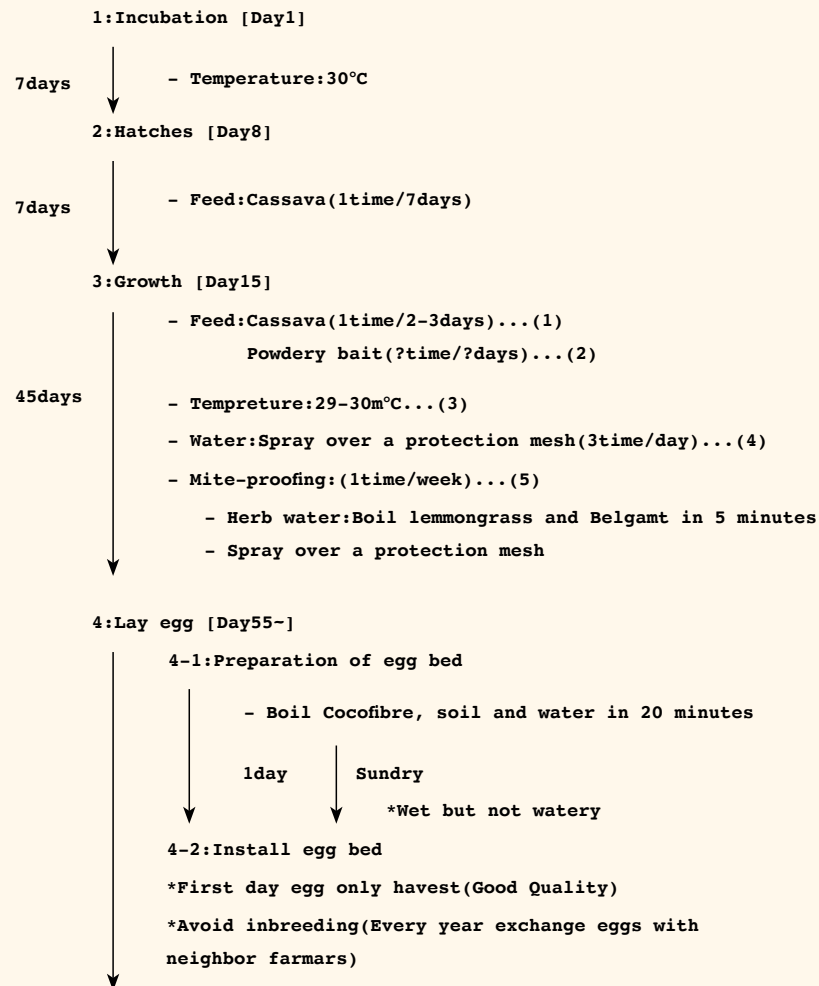 1:Incubation [Day1]
7days
- Temperature:30℃
2:Hatches [Day8]
7days
- Feed:Cassava(1time/7days)
3:Growth [Day15]
- Feed:Cassava(1time/2-3days)...(1)
Powdery bait(?time/?days)...(2)
45days
- Tempreture:29-30m℃...(3)
- Water:Spray over a protection mesh(3time/day)...(4)
- Mite-proofing:(1time/week)...(5)
- Herb water:Boil lemmongrass and Belgamt in 5 minutes
- Spray over a protection mesh
4:Lay egg [Day55~]
4-1:Preparation of egg bed
- Boil Cocofibre, soil and water in 20 minutes
1day
Sundry
*Wet but not watery
4-2:Install egg bed
*First day egg only havest(Good Quality)
*Avoid inbreeding(Every year exchange eggs with
neighbor farmars)